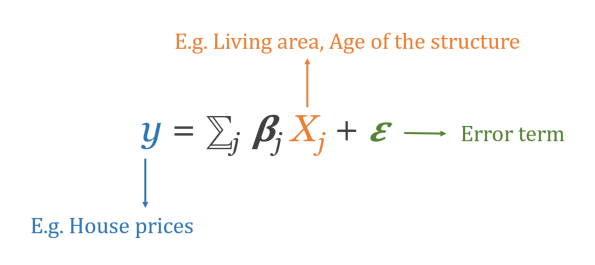 E.g. Living area, Age of the structure
y = ∑j βj Xj + ε
Error term
E.g. House prices